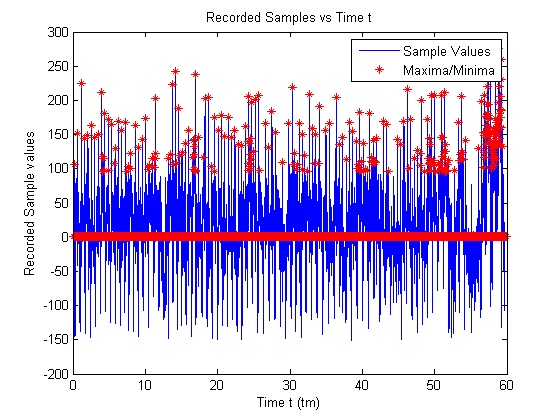 Recorded Samples vs Time t
Sample Values
Maxima/Minima
Recorded Sample values
300
250
200
150
100
50
0
-50
-100
-150
-200
0 10 20 30 40 50 60
Time t (tm)